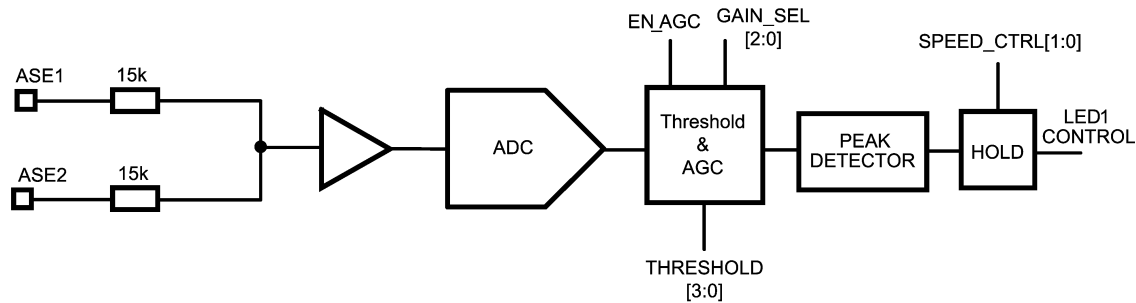 EN_AGC
GAIN_SEL
[2:0]
SPEED_CTRL[1:0]
ASE1
15k
ASE2
15k
ADC
Threshold
&
AGC
PEAK
DETECTOR
HOLD
LED1
CONTROL
THRESHOLD
[3:0]